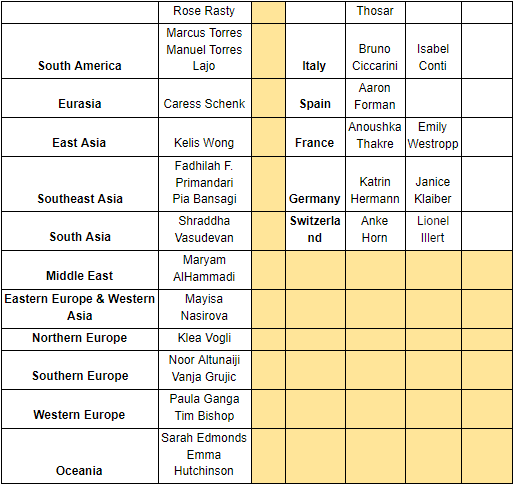 Rose Rasty Thosar
Marcus Torres
Manuel Torres
Lajo
South America
Italy
Bruno
Ciccarini
Isabel
Conti
Eurasia
Caress Schenk
Spain
Aaron
Forman
East Asia
Kelis Wong
France
Anoushka
Thakre
Emily
Westropp
Southeast Asia
Fadhilah F.
Primandari
Pia Bansagi
Germany
Katrin
Hermann
Janice
Klaiber
South Asia
Shraddha
Vasudevan
Switzerla
nd
Anke
Horn
Lionel
Illert
Middle East
Maryam
AlHammadi
Eastern Europe & Western
Asia
Mayisa
Nasirova
Northern Europe
Klea Vogli
Southern Europe
Noor Altunaiji
Vanja Grujic
Western Europe
Paula Ganga
Tim Bishop
Oceania
Sarah Edmonds
Emma
Hutchinson